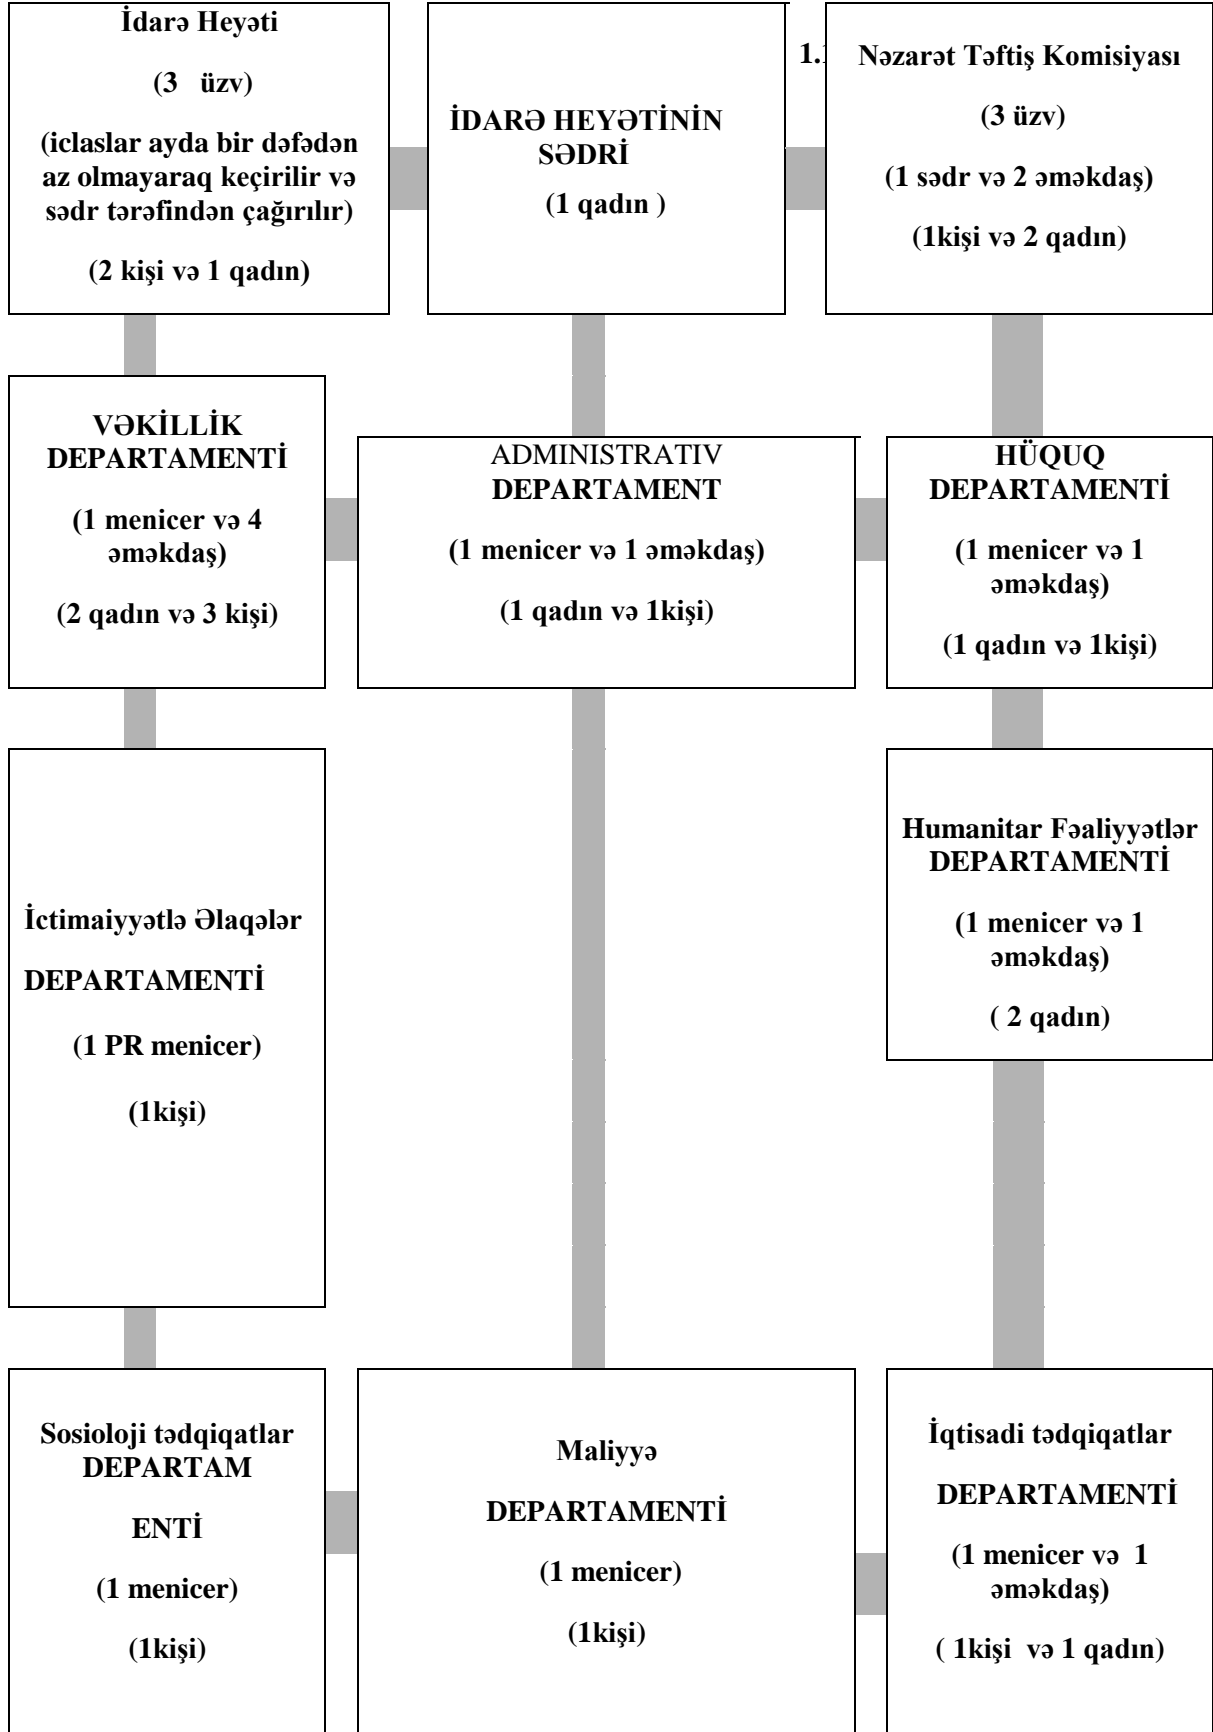 İdarə Heyəti
(3 üzv)
(iclaslar ayda bir dəfədən
az olmayaraq keçirilir və
sədr tərəfindən çağırılır)
(2 kişi və 1 qadın)
İDARƏ HEYƏTİNİN
SƏDRİ
(1 qadın )
Nəzarət Təftiş Komisiyası
(3 üzv)
(1 sədr və 2 əməkdaş)
(1kişi və 2 qadın)
VƏKİLLİK
DEPARTAMENTİ
(1 menicer və 4
əməkdaş)
(2 qadın və 3 kişi)
ADMINISTRATIV
DEPARTAMENT
(1 menicer və 1 əməkdaş)
(1 qadın və 1kişi)
HÜQUQ
DEPARTAMENTİ
(1 menicer və 1
əməkdaş)
(1 qadın və 1kişi)
İctimaiyyətlə Əlaqələr
DEPARTAMENTİ
(1 PR menicer)
(1kişi)
Humanitar Fəaliyyətlər
DEPARTAMENTİ
(1 menicer və 1
əməkdaş)
( 2 qadın)
Sosioloji tədqiqatlar
DEPARTAM
ENTİ
(1 menicer)
(1kişi)
Maliyyə
DEPARTAMENTİ
(1 menicer)
(1kişi)
İqtisadi tədqiqatlar
DEPARTAMENTİ
(1 menicer və 1
əməkdaş)
( 1kişi və 1 qadın)